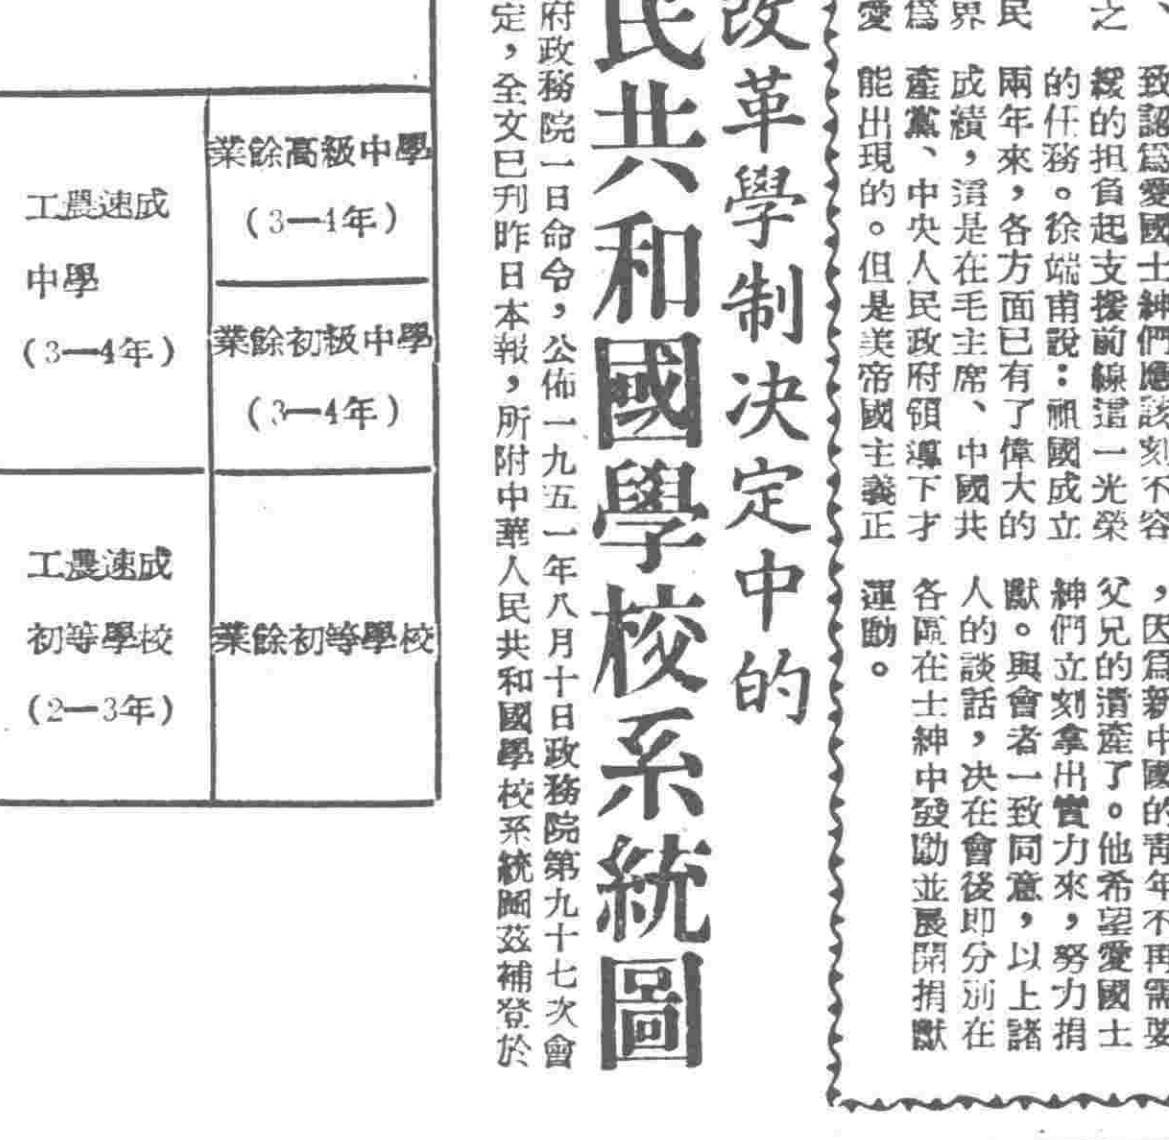 、
之
民
界
爲
愛
致認爲愛國士紳們應該刻不容
緩的担負起支援前線這一光榮
的任務。徐端甫說：祖國成立
兩年來，各方面已有了偉大的
成績，這是在毛主席、中國共
產黨、中央人民政府領導下才
能出現的。但是美帝國主義正
，因爲新中國的青年不再需要
父兄的遺產了。他希望愛國士
紳們立刻拿出實力來，努力捐
獻。與會者一致同意，以上諸
人的談話，决在會後即分別在
各區在士紳中發動並展開捐獻
運動。
改革學制决定中的
民共和國學校系統圖
府政務院一日命令，公佈一九五一年八月十日政務院第九十七次會
定，全文已刊昨日本報，所附中華人民共和國學校系統圖茲補登於
工農速成
中學
(3—4年)
業餘高級中學
(3—4年)
業餘初級中學
(3—4年)
工農速成
初等學校
(2—3年)
業餘初等學校